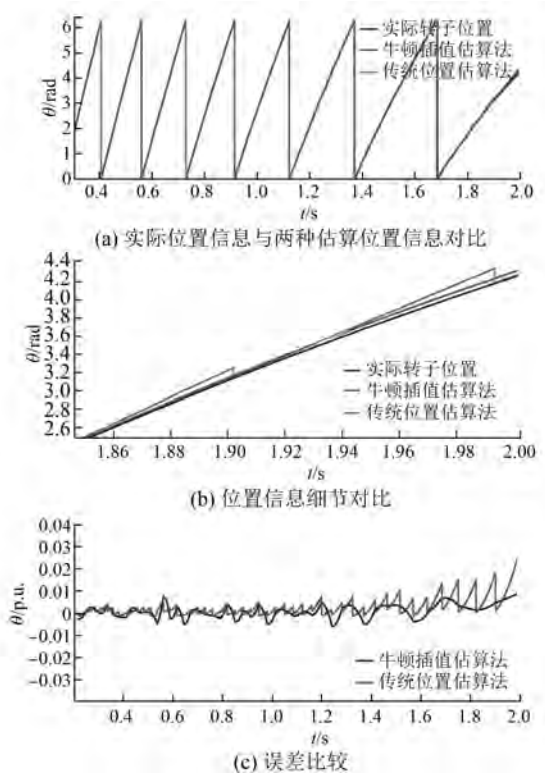 θ/rad
6
5
4
3
2
1
0
实际转子位置
牛顿插值估算法
传统位置估算法
0.4 0.6 0.8 1.0 1.2 1.4 1.6 1.8 2.0
t/s
(a) 实际位置信息与两种估算位置信息对比
θ/rad
4.4
4.2
4.0
3.8
3.6
3.4
3.2
3.0
2.8
2.6
实际转子位置
牛顿插值估算法
传统位置估算法
1.86 1.88 1.90 1.92 1.94 1.96 1.98 2.00
t/s
(b) 位置信息细节对比
θ/p.u.
0.04
0.03
0.02
0.01
0
−0.01
−0.02
−0.03
牛顿插值估算法
传统位置估算法
0.4 0.6 0.8 1.0 1.2 1.4 1.6 1.8 2.0
t/s
(c) 误差比较